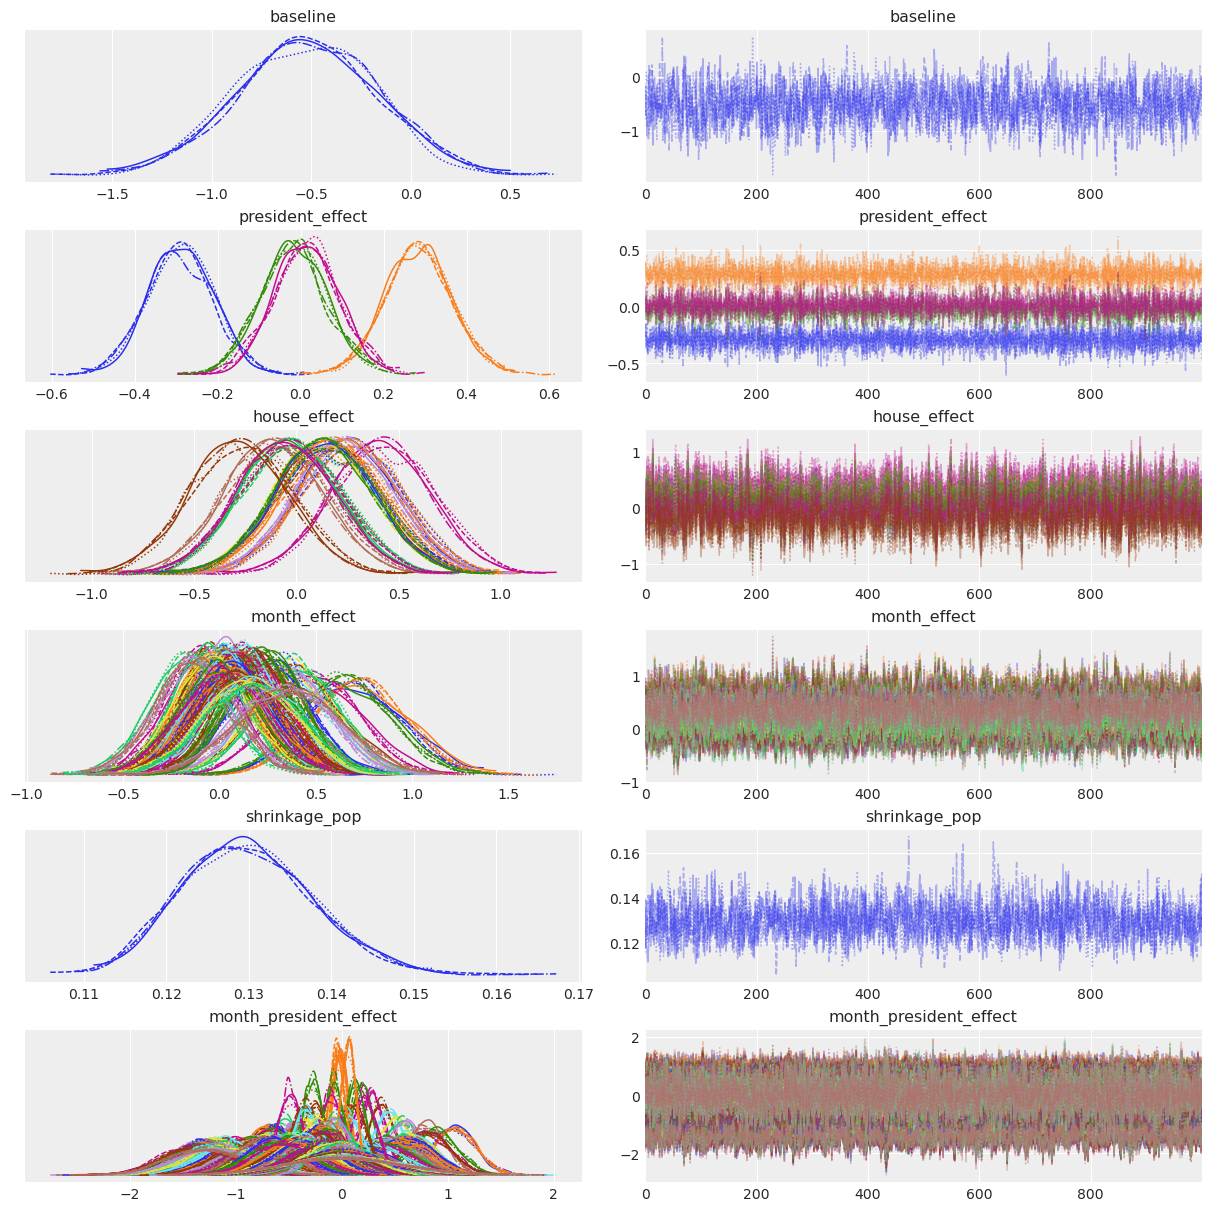 baseline
baseline
−1.5 −1.0 −0.5 0.0 0.5
0
−1
0 200 400 600 800
president_effect
president_effect
−0.6 −0.4 −0.2 0.0 0.2 0.4 0.6
0.5
0.0
−0.5
0 200 400 600 800
house_effect
house_effect
−1.0 −0.5 0.0 0.5 1.0
1
0
−1
0 200 400 600 800
month_effect
month_effect
−1.0 −0.5 0.0 0.5 1.0 1.5
1
0
−1
0 200 400 600 800
shrinkage_pop
shrinkage_pop
0.11 0.12 0.13 0.14 0.15 0.16 0.17
0.16
0.14
0.12
0 200 400 600 800
month_president_effect
month_president_effect
−2 −1 0 1 2
2
0
−2
0 200 400 600 800